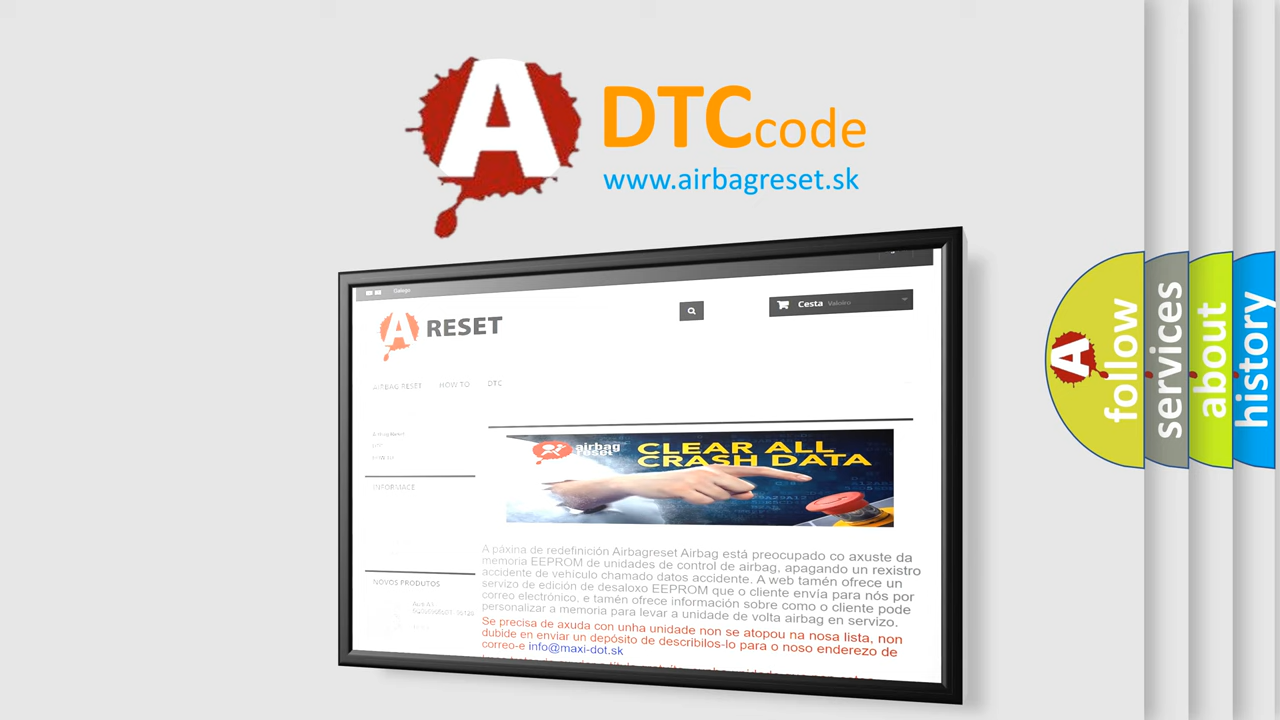 A
DTCcode
www.airbagreset.sk
Galego
A RESET
Cesta Valeiro
AIRBAG RESET HOW TO DTC
INFORMACE
NOVOS PRODUTOS
airbag
reset
CLEAR ALL
CRASH DATA
A páxina de redefinición Airbagreset Airbag está preocupado co axuste da
memoria EEPROM de unidades de control de airbag, apagando un rexistro
accidente de vehículo chamado datos accidente. A web tamén ofrece un
servizo de edición de desaloxo EEPROM que o cliente envía para nós por
correo electrónico, e tamén ofrece información sobre como o cliente pode
personalizar a memoria para levar a unidade de volta airbag en servizo.
Se precisa de axuda con unha unidade non se atopou na nosa lista, non
dubide en enviar un depósito de describilos-lo para o noso enderezo de
correo-e info@maxi-dot.sk
A
follow
services
about
history